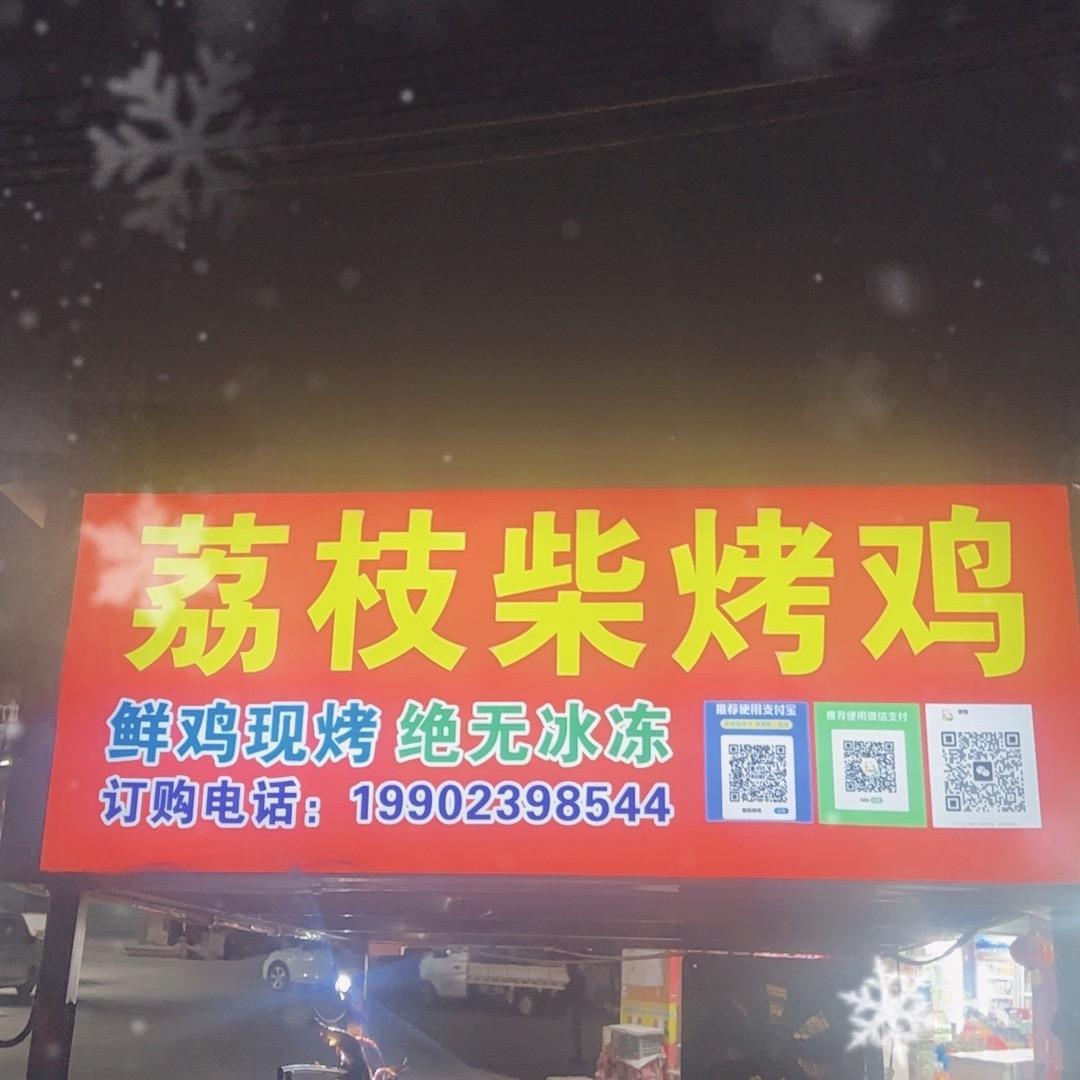 荔枝柴烤鸡
鲜鸡现烤 绝无冰冻
订购电话：19902398544
推荐使用支付宝
推荐使用微信支付